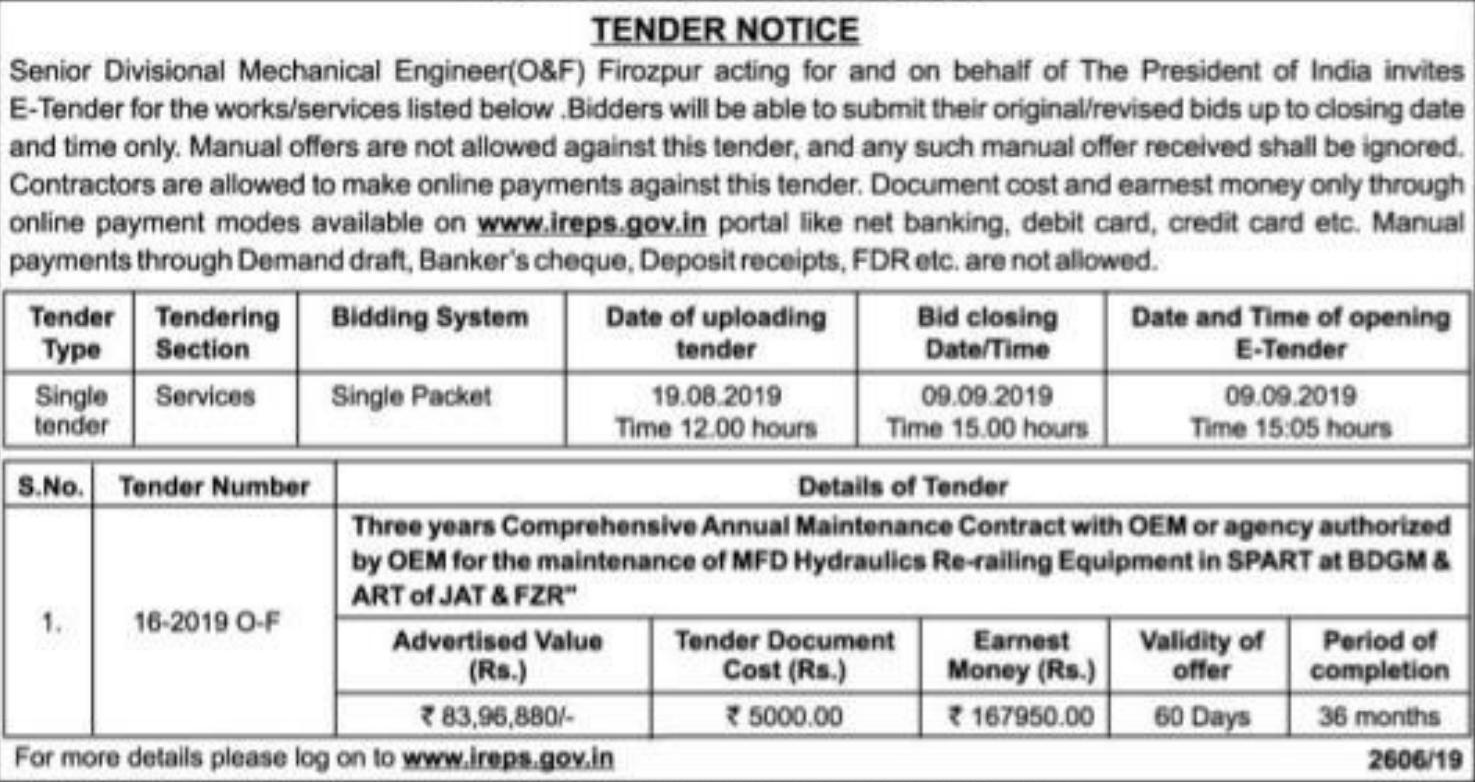 TENDER NOTICE
Senior Divisional Mechanical Engineer(O&F) Firozpur acting for and on behalf of The President of India invites
E-Tender for the works/services listed below .Bidders will be able to submit their original/revised bids up to closing date
and time only. Manual offers are not allowed against this tender, and any such manual offer received shall be ignored.
Contractors are allowed to make online payments against this tender. Document cost and earnest money only through
online payment modes available on www.ireps.gov.in portal like net banking, debit card, credit card etc. Manual
payments through Demand draft, Banker's cheque, Deposit receipts, FDR etc. are not allowed.
Tender Tendering Bidding System Date of uploading Bid closing Date and Time of opening
Type Section tender Date/Time E-Tender
Single Services Single Packet 19.08.2019 09.09.2019 09.09.2019
tender Time 12.00 hours Time 15.00 hours Time 15:05 hours
S.No. Tender Number Details of Tender
Three years Comprehensive Annual Maintenance Contract with OEM or agency authorized
by OEM for the maintenance of MFD Hydraulics Re-railing Equipment in SPART at BDGM &
ART of JAT & FZR"
1. 16-2019 O-F
Advertised Value Tender Document Earnest Validity of Period of
(Rs.) Cost (Rs.) Money (Rs.) offer completion
₹ 83,96,880/- ₹ 5000.00 ₹ 167950.00 60 Days 36 months
For more details please log on to www.ireps.gov.in 2606/19